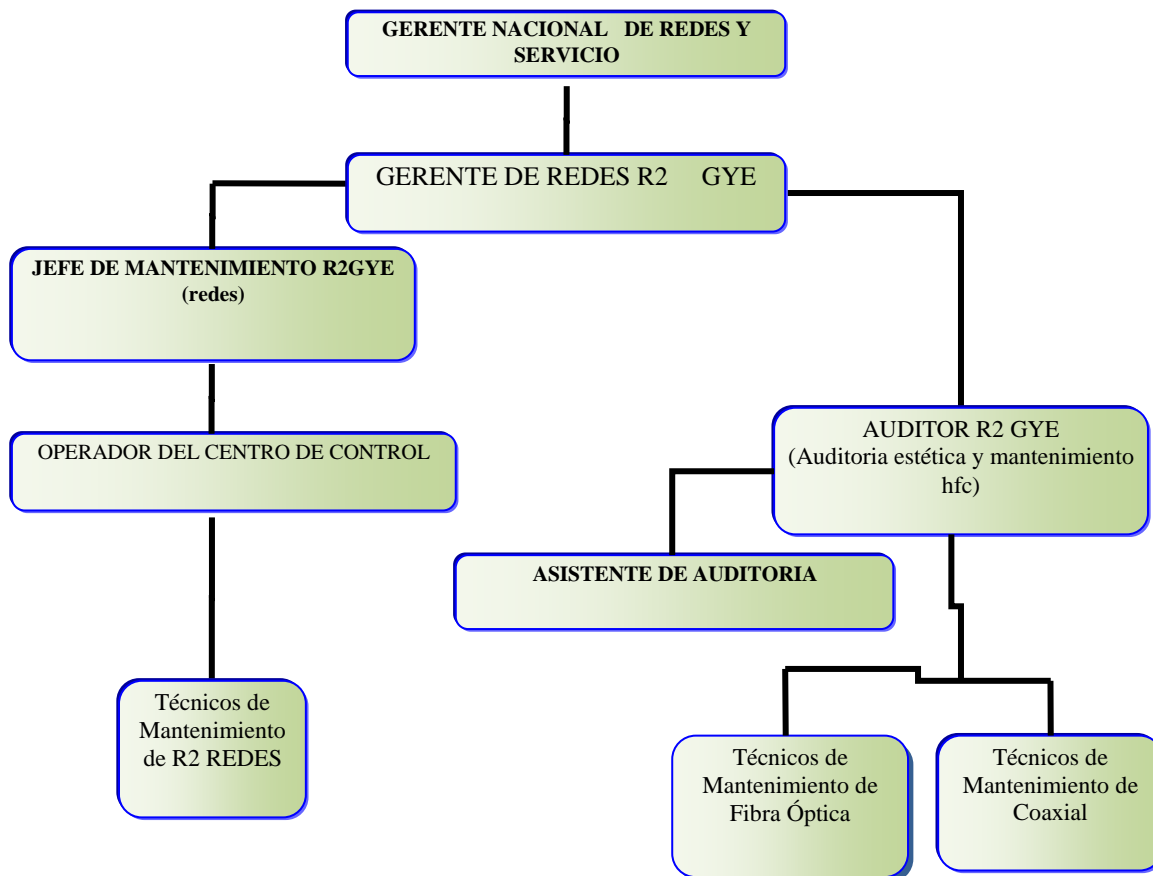 GERENTE NACIONAL DE REDES Y
SERVICIO
GERENTE DE REDES R2 GYE
JEFE DE MANTENIMIENTO R2GYE
(redes)
OPERADOR DEL CENTRO DE CONTROL
AUDITOR R2 GYE
(Auditoria estética y mantenimiento
hfc)
ASISTENTE DE AUDITORIA
Técnicos de
Mantenimiento
de R2 REDES
Técnicos de
Mantenimiento de
Fibra Óptica
Técnicos de
Mantenimiento de
Coaxial